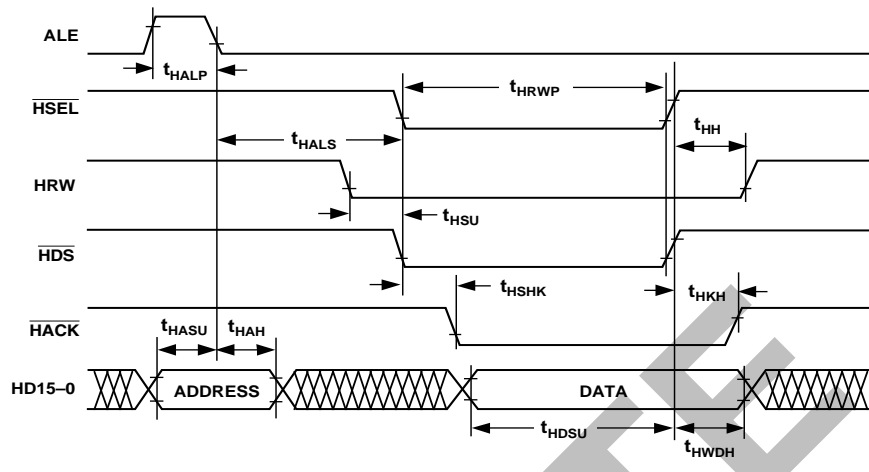 ALE
tHALP
HSEL
tHRWP
tHALS
tHH
HRW
tHSU
HDS
tHSHK
tHKH
HACK
tHASU
tHAH
HD15–0
ADDRESS
DATA
tHDSU
tHWDH
TE